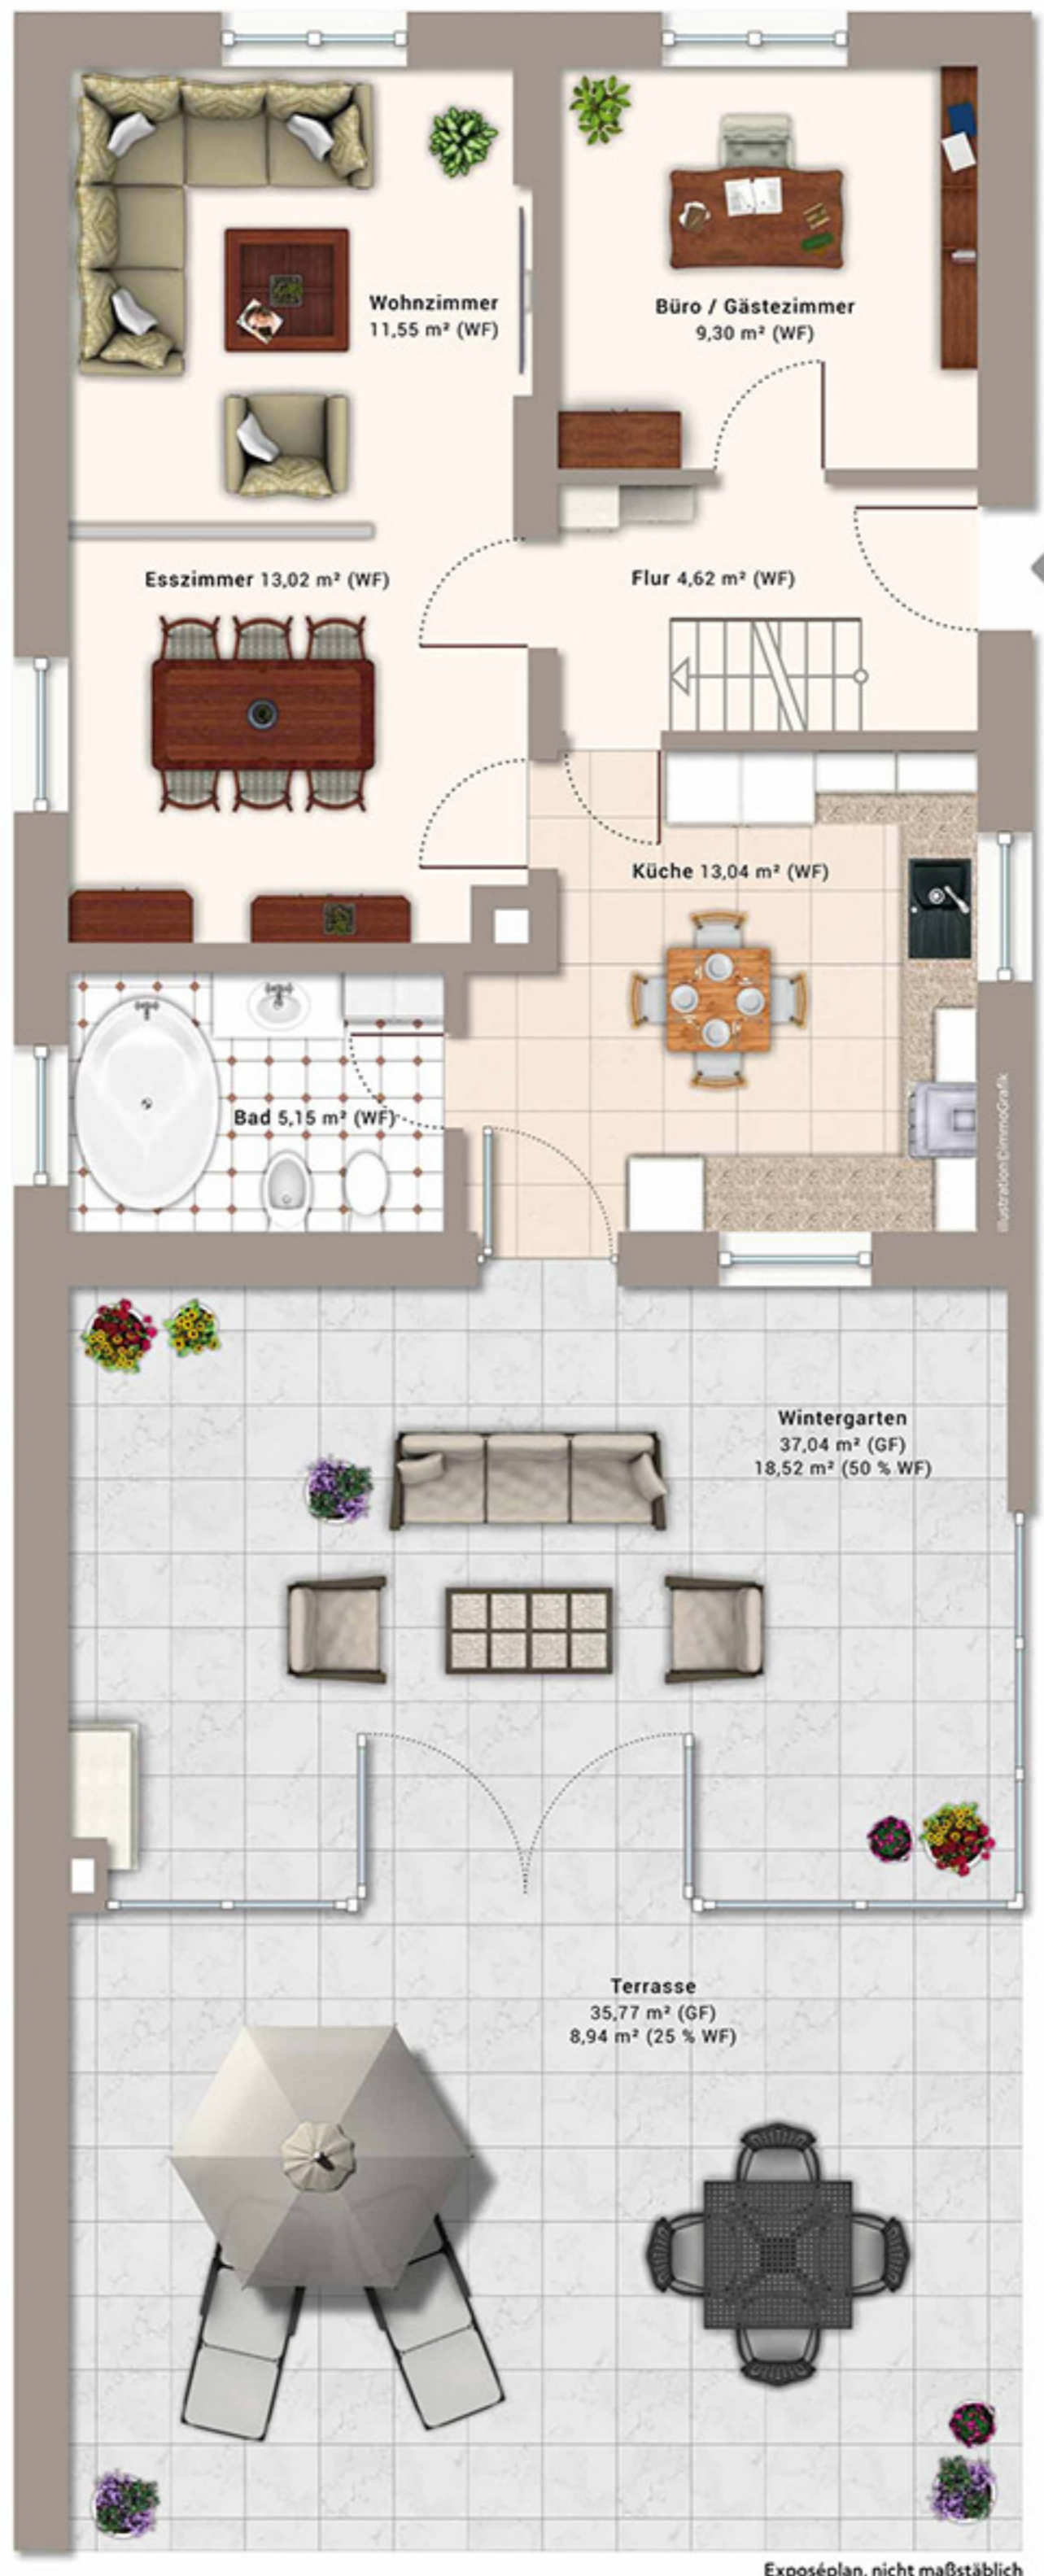 Wohnzimmer
11,55 m² (WF)
Büro / Gästezimmer
9,30 m² (WF)
Esszimmer 13,02 m² (WF)
Flur 4,62 m² (WF)
Küche 13,04 m² (WF)
Bad 5,15 m² (WF)
Illustration©ImmoGrafik
Wintergarten
37,04 m² (GF)
18,52 m² (50 % WF)
Terrasse
35,77 m² (GF)
8,94 m² (25 % WF)
Exposéplan, nicht maßstäblich